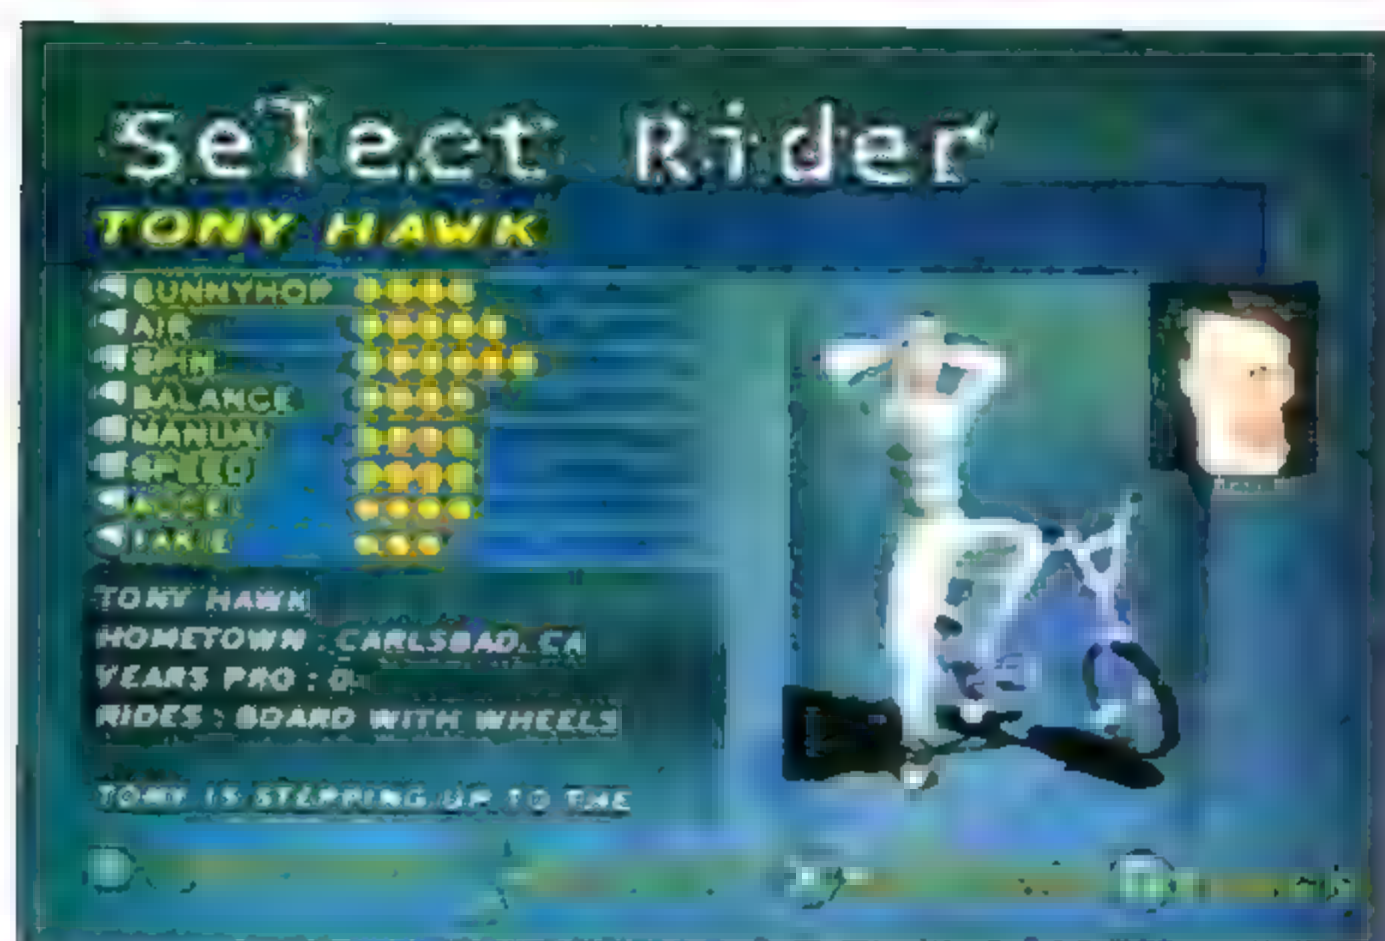 Select Rider
TONY HAWK
BUNNYHOP
AIR
SPIN
BALANCE
MANUAL
SPEED
TONY HAWK
HOMETOWN : CARLSBAD, CA
YEARS PRO :
RIDES : BOARD WITH WHEELS
TONY IS STEPPING UP TO THE